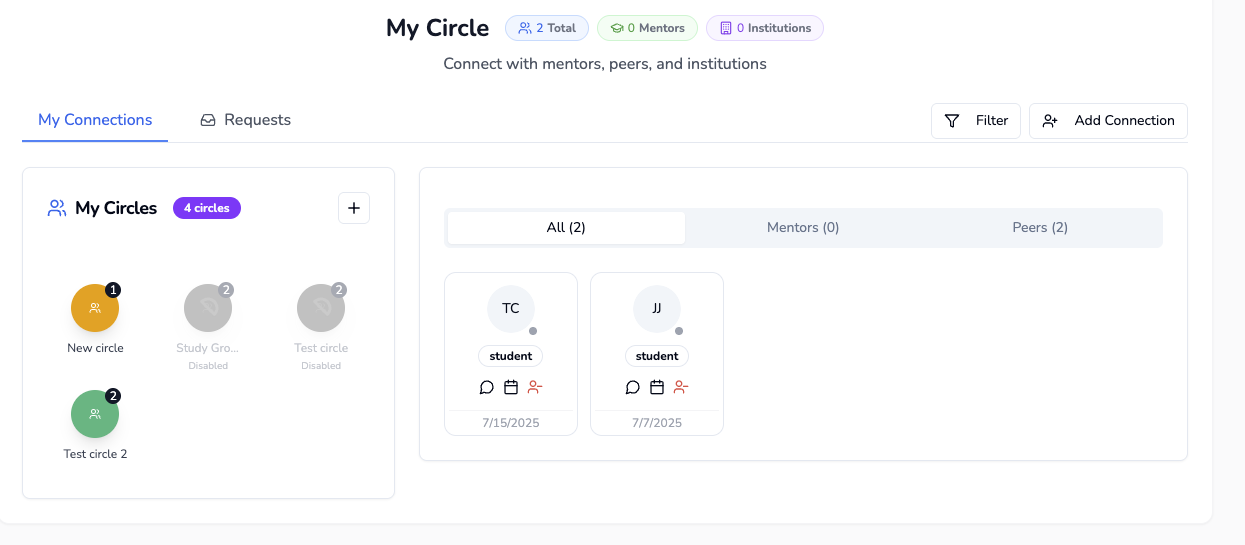 My Circle 2 Total 0 Mentors 0 Institutions
Connect with mentors, peers, and institutions
My Connections Requests Filter Add Connection
My Circles 4 circles
1 2 2
New circle Study Gro... Test circle
Disabled Disabled
2
Test circle 2
All (2) Mentors (0) Peers (2)
TC JJ
student student
7/15/2025 7/7/2025